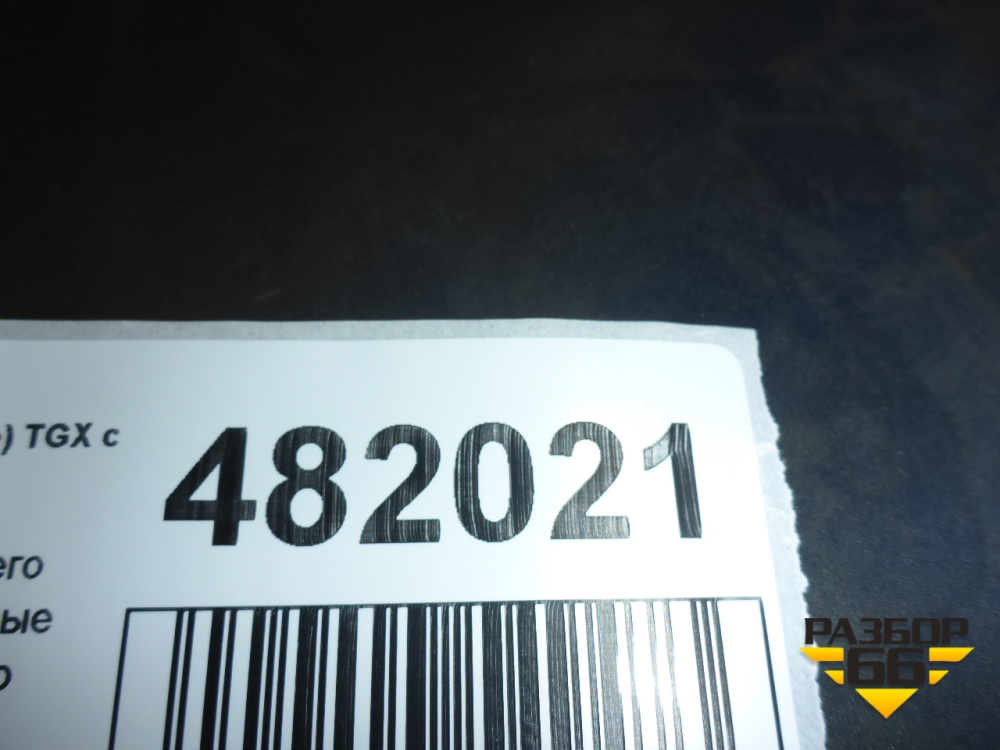 ) TGX с
482021
его
ые
о
РАЗБОР
66